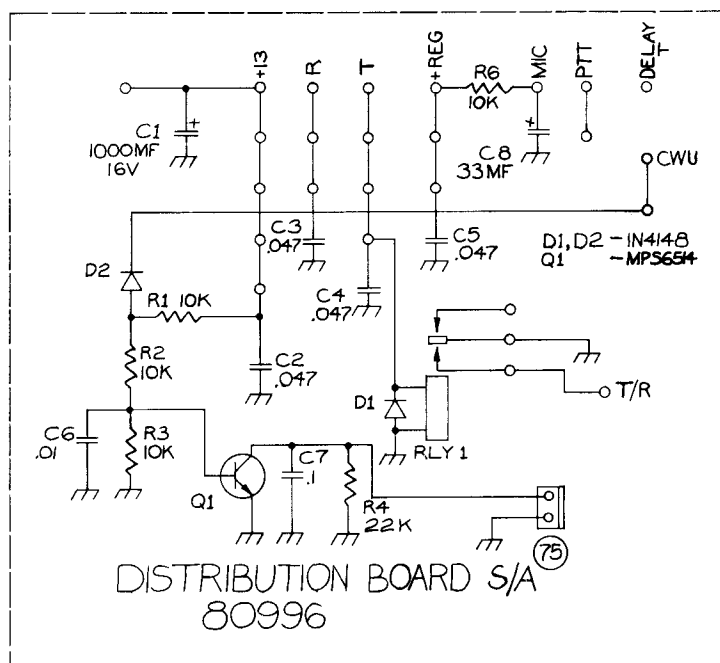 +13
R
T
+REG
R6
10K
MIC
PTT
DELAY
T
C1
+
1000MF
16V
+
C8
33MF
CWU
C3
.047
C5
.047
D1, D2 - 1N4148
Q1 - MPS6514
D2
R1 10K
C4
.047
R2
10K
C2
.047
D1
T/R
C6
.01
R3
10K
RLY 1
Q1
C7
.1
R4
22K
75
DISTRIBUTION BOARD S/A
80996